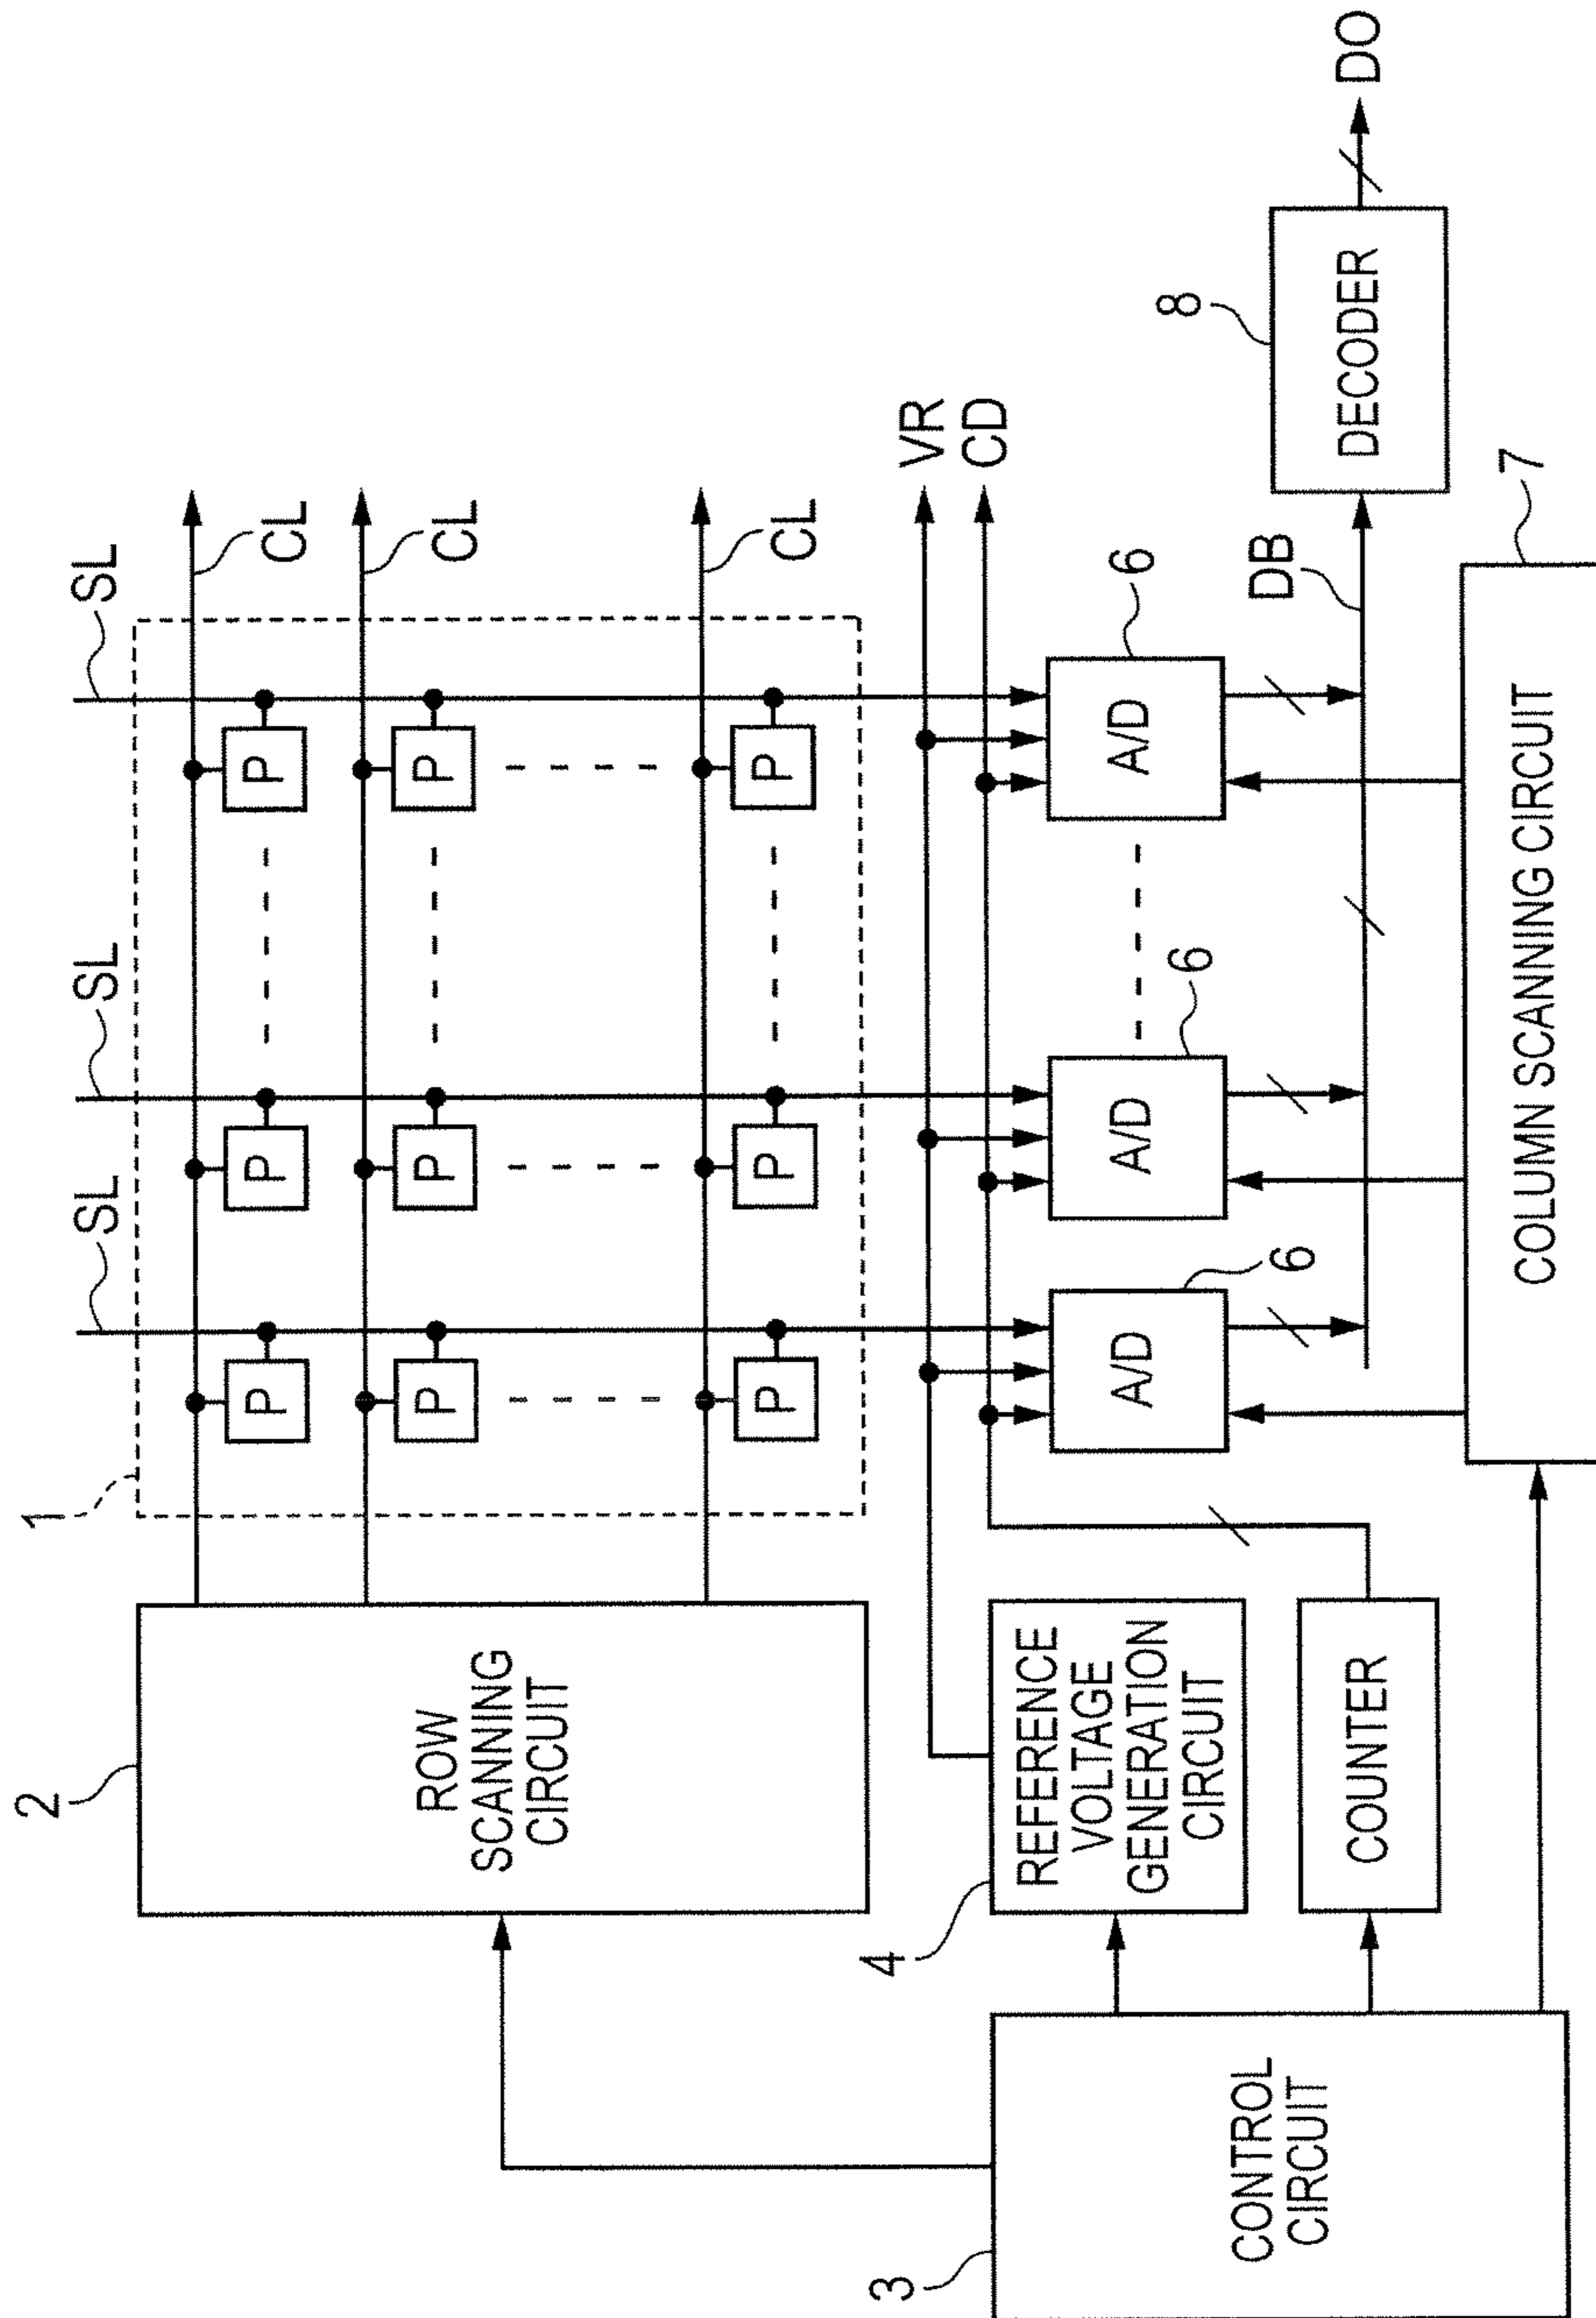 1
SL
SL
SL
2
ROW
SCANNING
CIRCUIT
P
P
P
CL
P
P
P
CL
P
P
P
CL
VR
CD
4
REFERENCE
VOLTAGE
GENERATION
CIRCUIT
3
CONTROL
CIRCUIT
COUNTER
A/D
6
A/D
6
A/D
6
DB
8
DECODER
DO
COLUMN SCANNING CIRCUIT
7